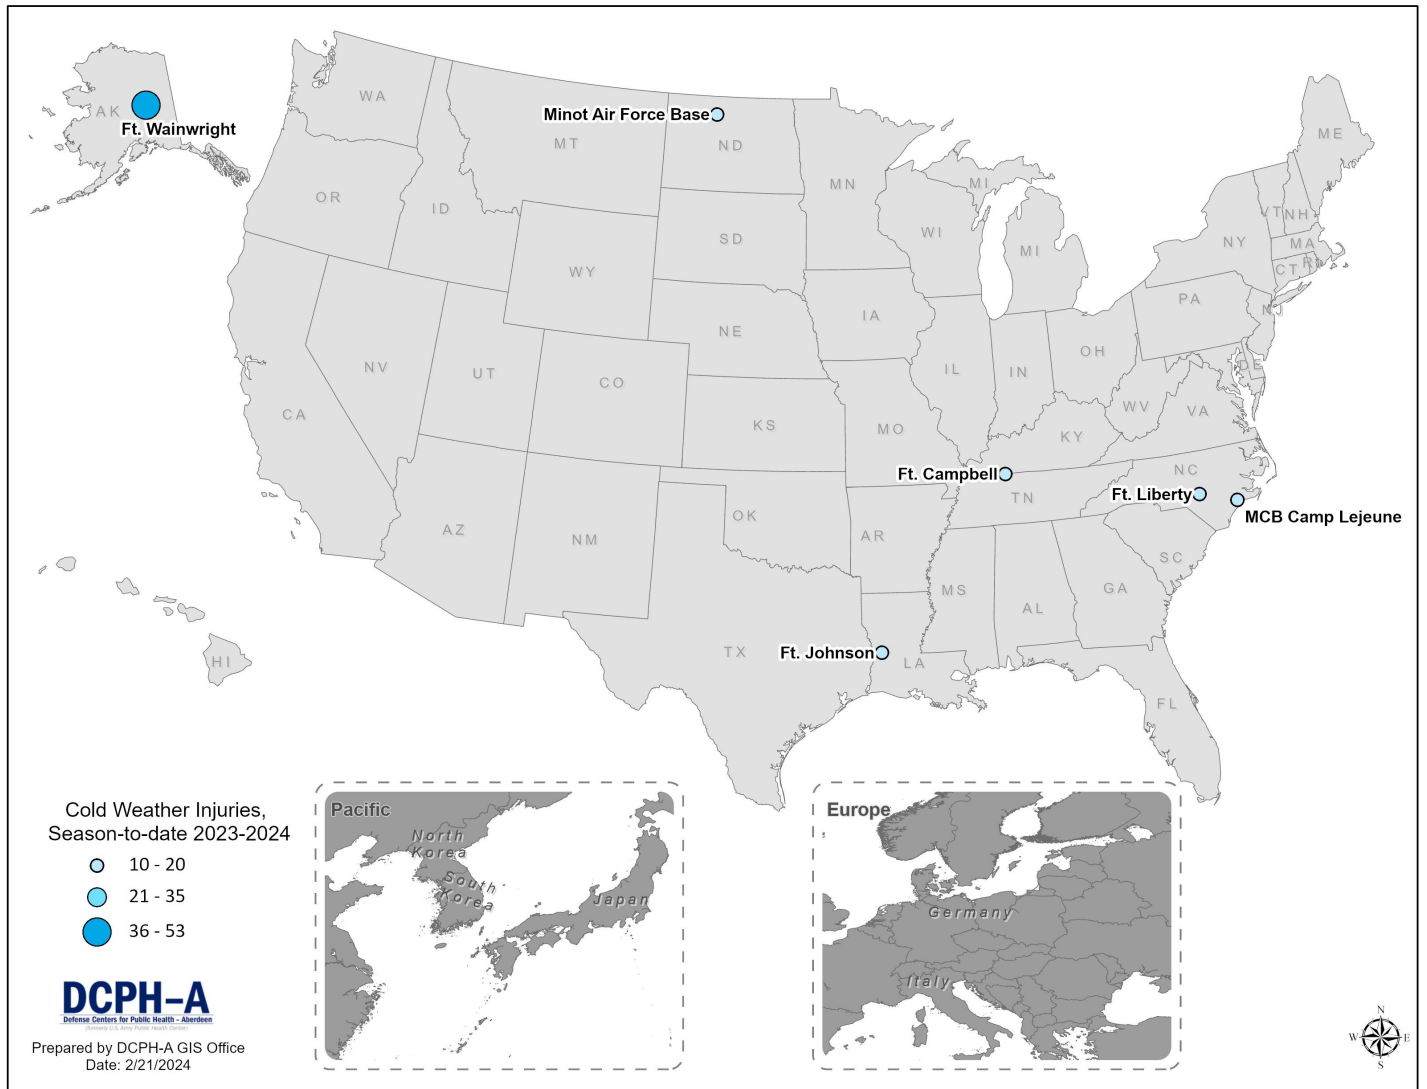 WA
ME
AK
Minot Air Force Base
Ft. Wainwright
MT
ND
MN
MI
OR
ID
VT
NH
SD
WI
NY
MA
MI
CT
RI
WY
PA
NJ
IA
NE
OH
DE
NV
UT
CO
IL
IN
CA
WV
VA
KS
MO
KY
Ft. Campbell
NC
Ft. Liberty
TN
MCB Camp Lejeune
AZ
NM
OK
AR
SC
MS
AL
GA
HI
TX
Ft. Johnson
LA
FL
Cold Weather Injuries,
Season-to-date 2023-2024
10 - 20
21 - 35
36 - 53
Pacific
North
Korea
South
Korea
Japan
Europe
Germany
Italy
DCPH-A
Defense Centers for Public Health - Aberdeen
(formerly U.S. Army Public Health Center)
Prepared by DCPH-A GIS Office
Date: 2/21/2024
N
W
E
S